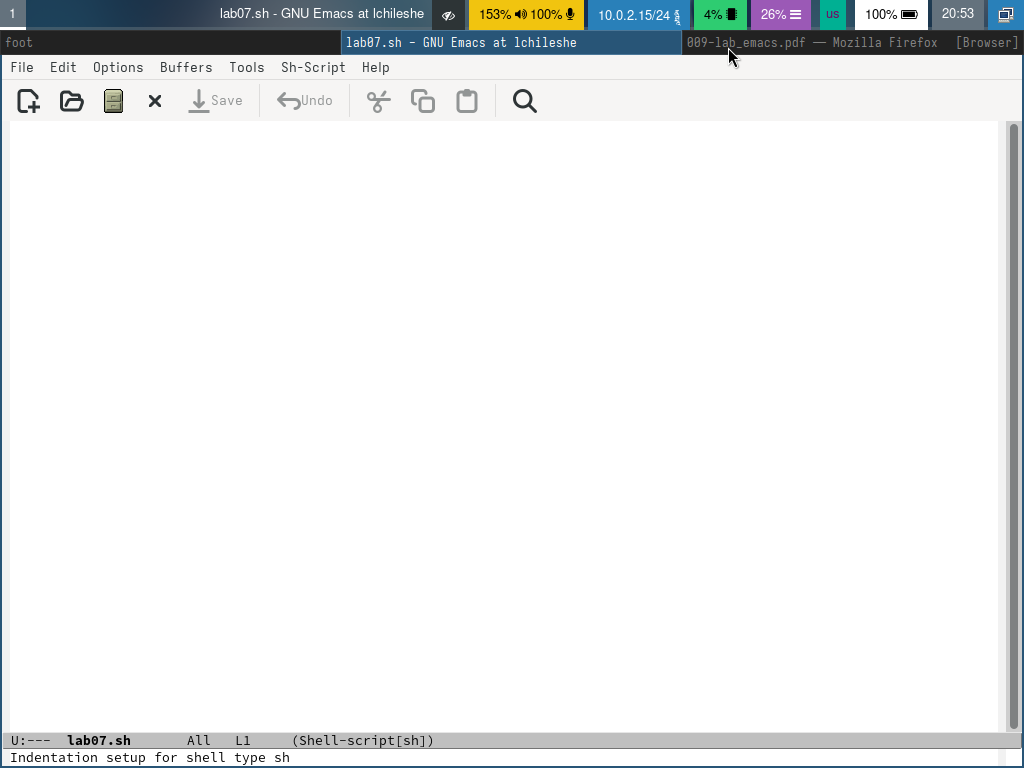 1 lab07.sh - GNU Emacs at lchileshe 153% 100% 10.0.2.15/24 4% 26% us 100% 20:53
foot lab07.sh - GNU Emacs at lchileshe 009-lab_emacs.pdf — Mozilla Firefox [Browser]
File Edit Options Buffers Tools Sh-Script Help
Save Undo
U:--- lab07.sh All L1 (Shell-script[sh])
Indentation setup for shell type sh